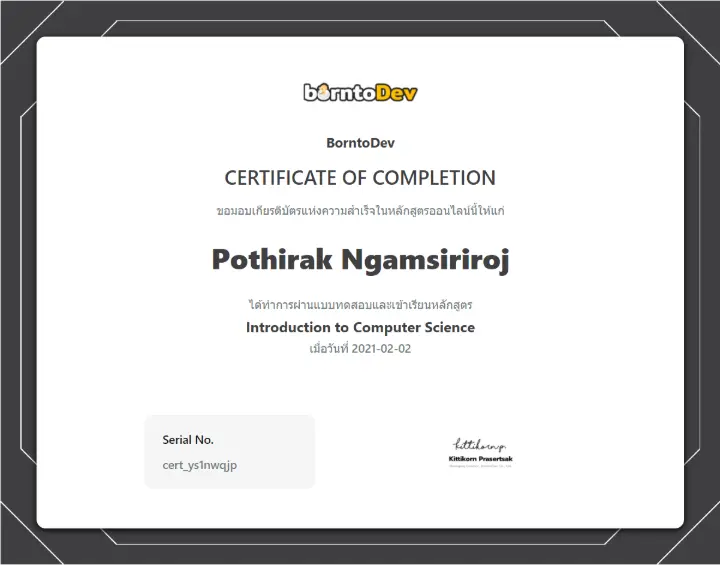 borntoDev
BorntoDev
CERTIFICATE OF COMPLETION
ขอมอบเกียรติบัตรแห่งความสำเร็จในหลักสูตรออนไลน์นี้ให้แก่
Pothirak Ngamsiriroj
ได้ทำการผ่านแบบทดสอบและเข้าเรียนหลักสูตร
Introduction to Computer Science
เมื่อวันที่ 2021-02-02
Serial No.
cert_ys1nwqjp
kittikorn.p
Kittikorn Prasertsak